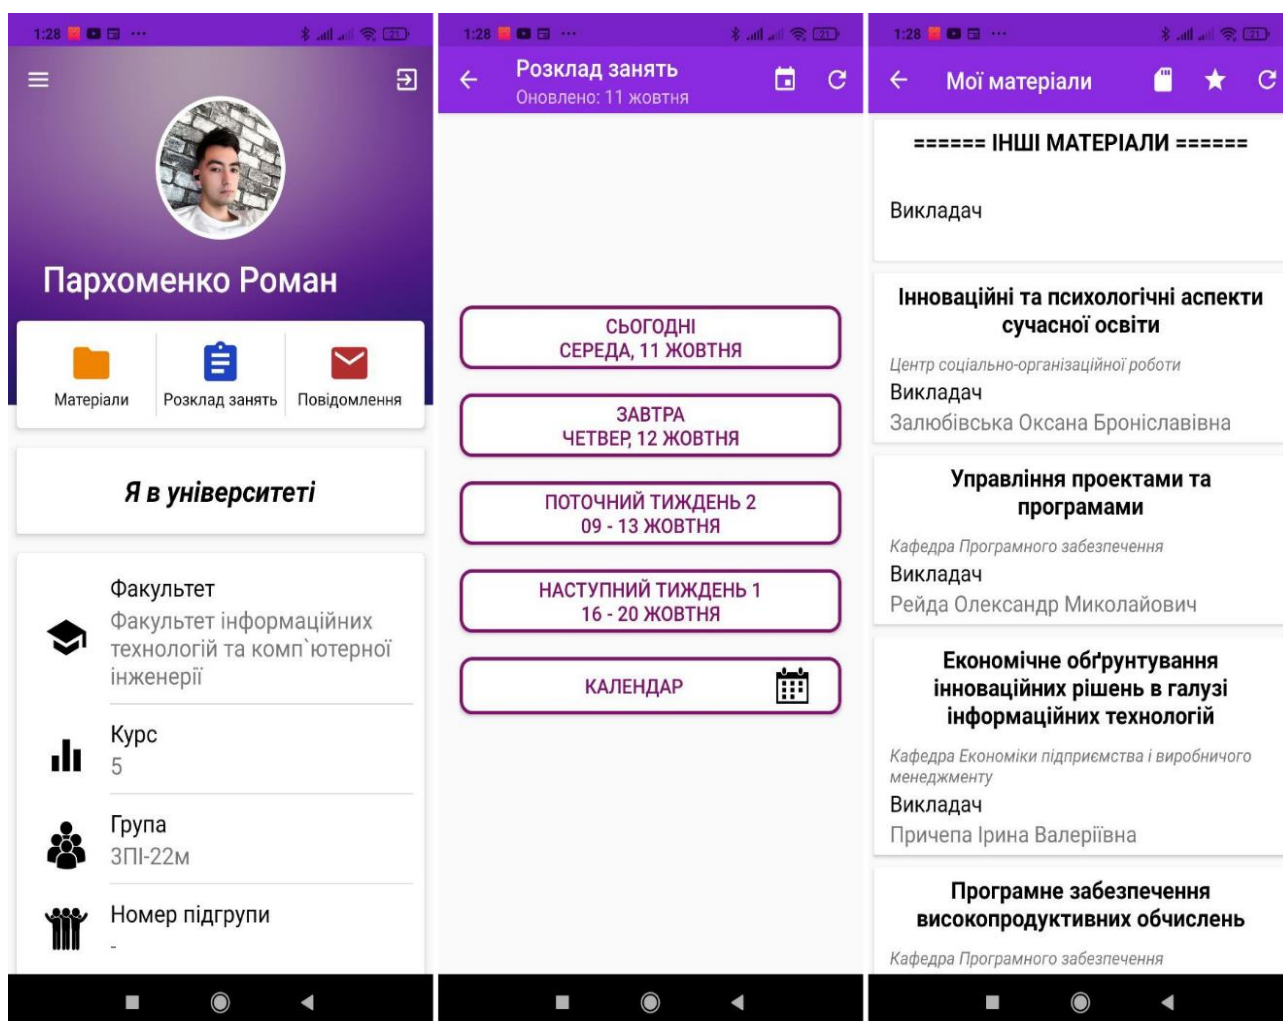 1:28
21
Пархоменко Роман
Матеріали
Розклад занять
Повідомлення
Я в університеті
Факультет
Факультет інформаційних
технологій та комп`ютерної
інженерії
Курс
5
Група
ЗПІ-22м
Номер підгрупи
-
1:28
21
Розклад занять
Оновлено: 11 жовтня
СЬОГОДНІ
СЕРЕДА, 11 ЖОВТНЯ
ЗАВТРА
ЧЕТВЕР, 12 ЖОВТНЯ
ПОТОЧНИЙ ТИЖДЕНЬ 2
09 - 13 ЖОВТНЯ
НАСТУПНИЙ ТИЖДЕНЬ 1
16 - 20 ЖОВТНЯ
КАЛЕНДАР
1:28
21
Мої матеріали
====== ІНШІ МАТЕРІАЛИ ======
Викладач
Інноваційні та психологічні аспекти
сучасної освіти
Центр соціально-організаційної роботи
Викладач
Залюбівська Оксана Броніславівна
Управління проектами та
програмами
Кафедра Програмного забезпечення
Викладач
Рейда Олександр Миколайович
Економічне обґрунтування
інноваційних рішень в галузі
інформаційних технологій
Кафедра Економіки підприємства і виробничого
менеджменту
Викладач
Причепа Ірина Валеріївна
Програмне забезпечення
високопродуктивних обчислень
Кафедра Програмного забезпечення